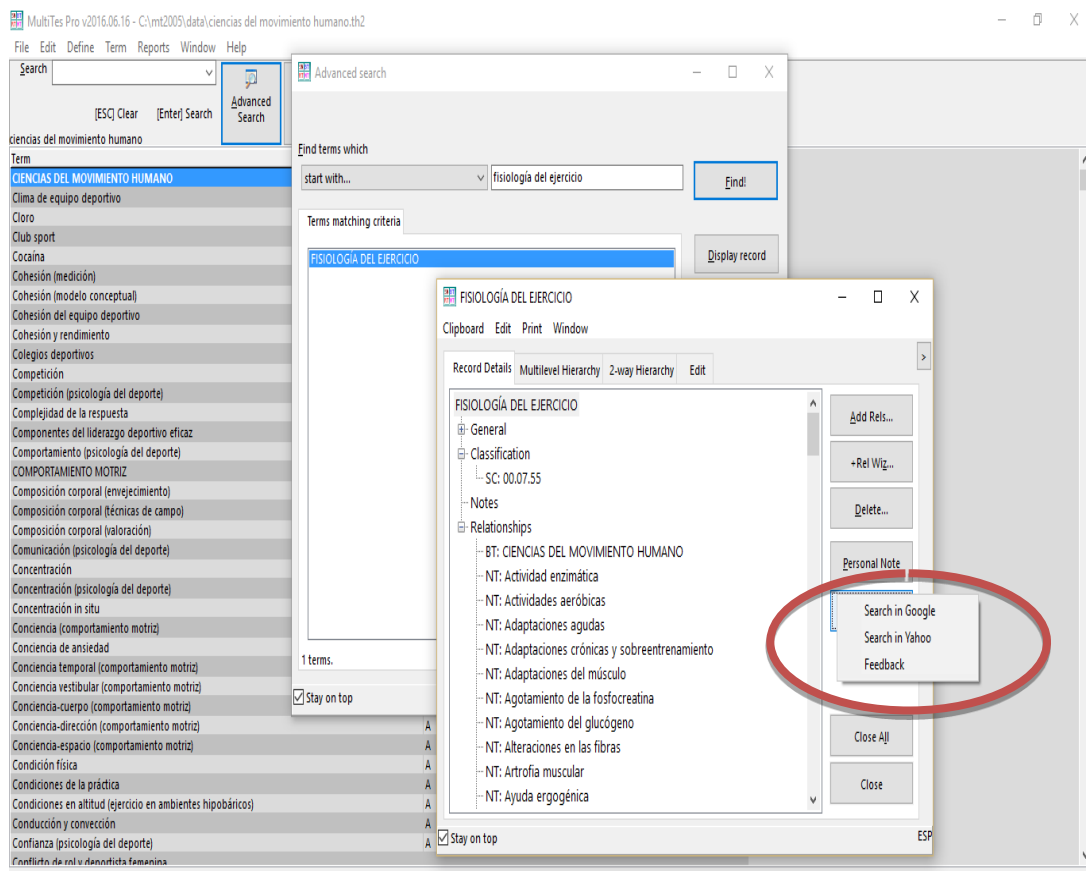 MultiTes Pro v2016.06.16 - C:\mt2005\data\ciencias del movimiento humano.th2
File Edit Define Term Reports Window Help
Search
[ESC] Clear [Enter] Search
Advanced Search
ciencias del movimiento humano
Term
CIENCIAS DEL MOVIMIENTO HUMANO
Clima de equipo deportivo
Cloro
Club sport
Cocaína
Cohesión (medición)
Cohesión (modelo conceptual)
Cohesión del equipo deportivo
Cohesión y rendimiento
Colegios deportivos
Competición
Competición (psicología del deporte)
Complejidad de la respuesta
Componentes del liderazgo deportivo eficaz
Comportamiento (psicología del deporte)
COMPORTAMIENTO MOTRIZ
Composición corporal (envejecimiento)
Composición corporal (técnicas de campo)
Composición corporal (valoración)
Comunicación (psicología del deporte)
Concentración
Concentración (psicología del deporte)
Concentración in situ
Conciencia (comportamiento motriz)
Conciencia de ansiedad
Conciencia temporal (comportamiento motriz)
Conciencia vestibular (comportamiento motriz)
Conciencia-cuerpo (comportamiento motriz)
Conciencia-dirección (comportamiento motriz) A
Conciencia-espacio (comportamiento motriz) A
Condición física A
Condiciones de la práctica A
Condiciones en altitud (ejercicio en ambientes hipobáricos) A
Conducción y convección A
Confianza (psicología del deporte) A
Conflicto de rol y deportista femenina
Advanced search
Find terms which
start with... fisiología del ejercicio Find!
Terms matching criteria
FISIOLOGÍA DEL EJERCICIO
Display record
1 terms.
Stay on top
FISIOLOGÍA DEL EJERCICIO
Clipboard Edit Print Window
Record Details Multilevel Hierarchy 2-way Hierarchy Edit
FISIOLOGÍA DEL EJERCICIO
General
Classification
SC: 00.07.55
Notes
Relationships
BT: CIENCIAS DEL MOVIMIENTO HUMANO
NT: Actividad enzimática
NT: Actividades aeróbicas
NT: Adaptaciones agudas
NT: Adaptaciones crónicas y sobreentrenamiento
NT: Adaptaciones del músculo
NT: Agotamiento de la fosfocreatina
NT: Agotamiento del glucógeno
NT: Alteraciones en las fibras
NT: Artrofia muscular
NT: Ayuda ergogénica
Add Rels...
+Rel Wiz...
Delete...
Personal Note
Search in Google
Search in Yahoo
Feedback
Close All
Close
Stay on top
ESP